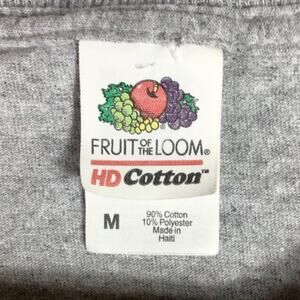 FRUIT OF THE LOOM®
HD Cotton™
M
90% Cotton
10% Polyester
Made in
Haiti